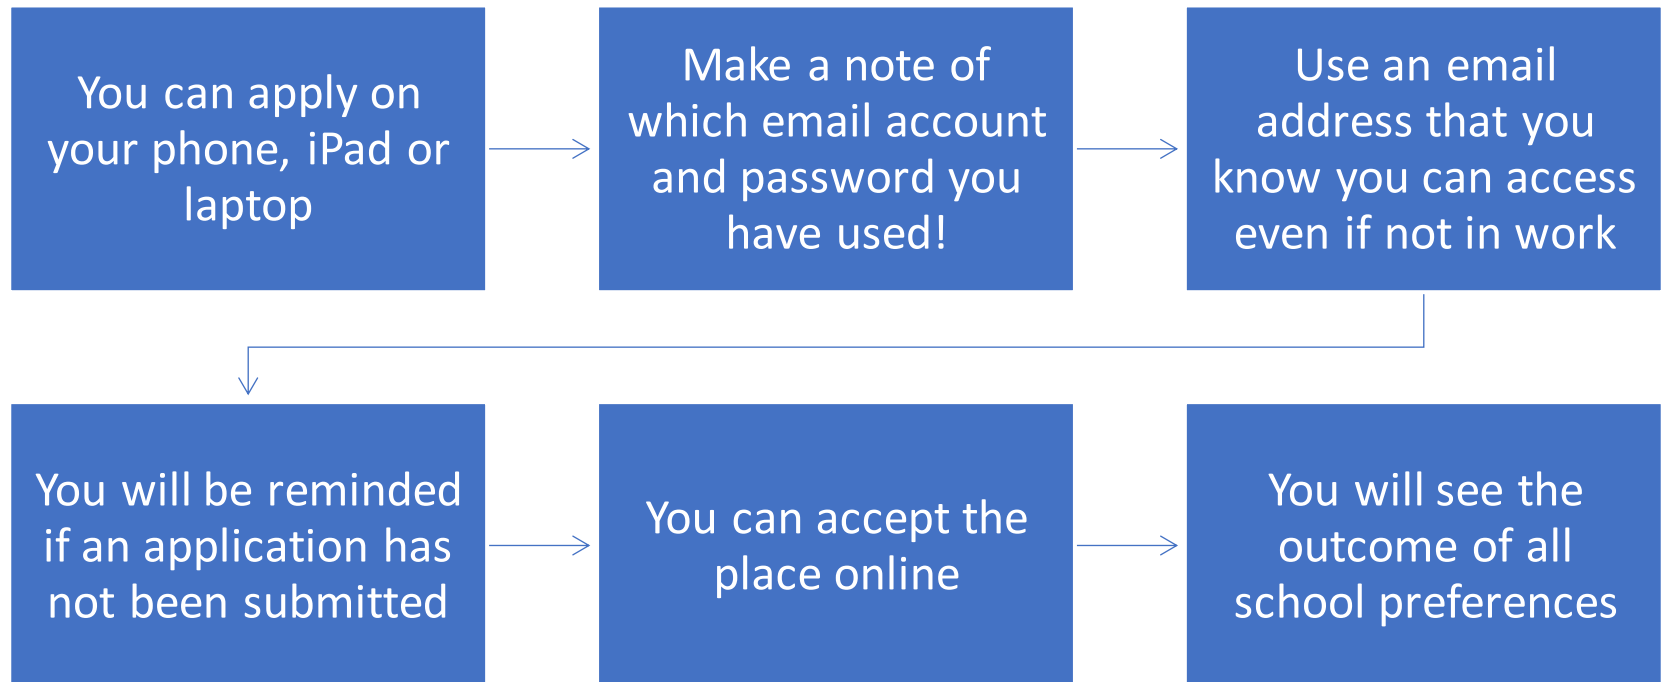 You can apply on
your phone, iPad or
laptop
Make a note of
which email account
and password you
have used!
Use an email
address that you
know you can access
even if not in work
You will be reminded
if an application has
not been submitted
You can accept the
place online
You will see the
outcome of all
school preferences